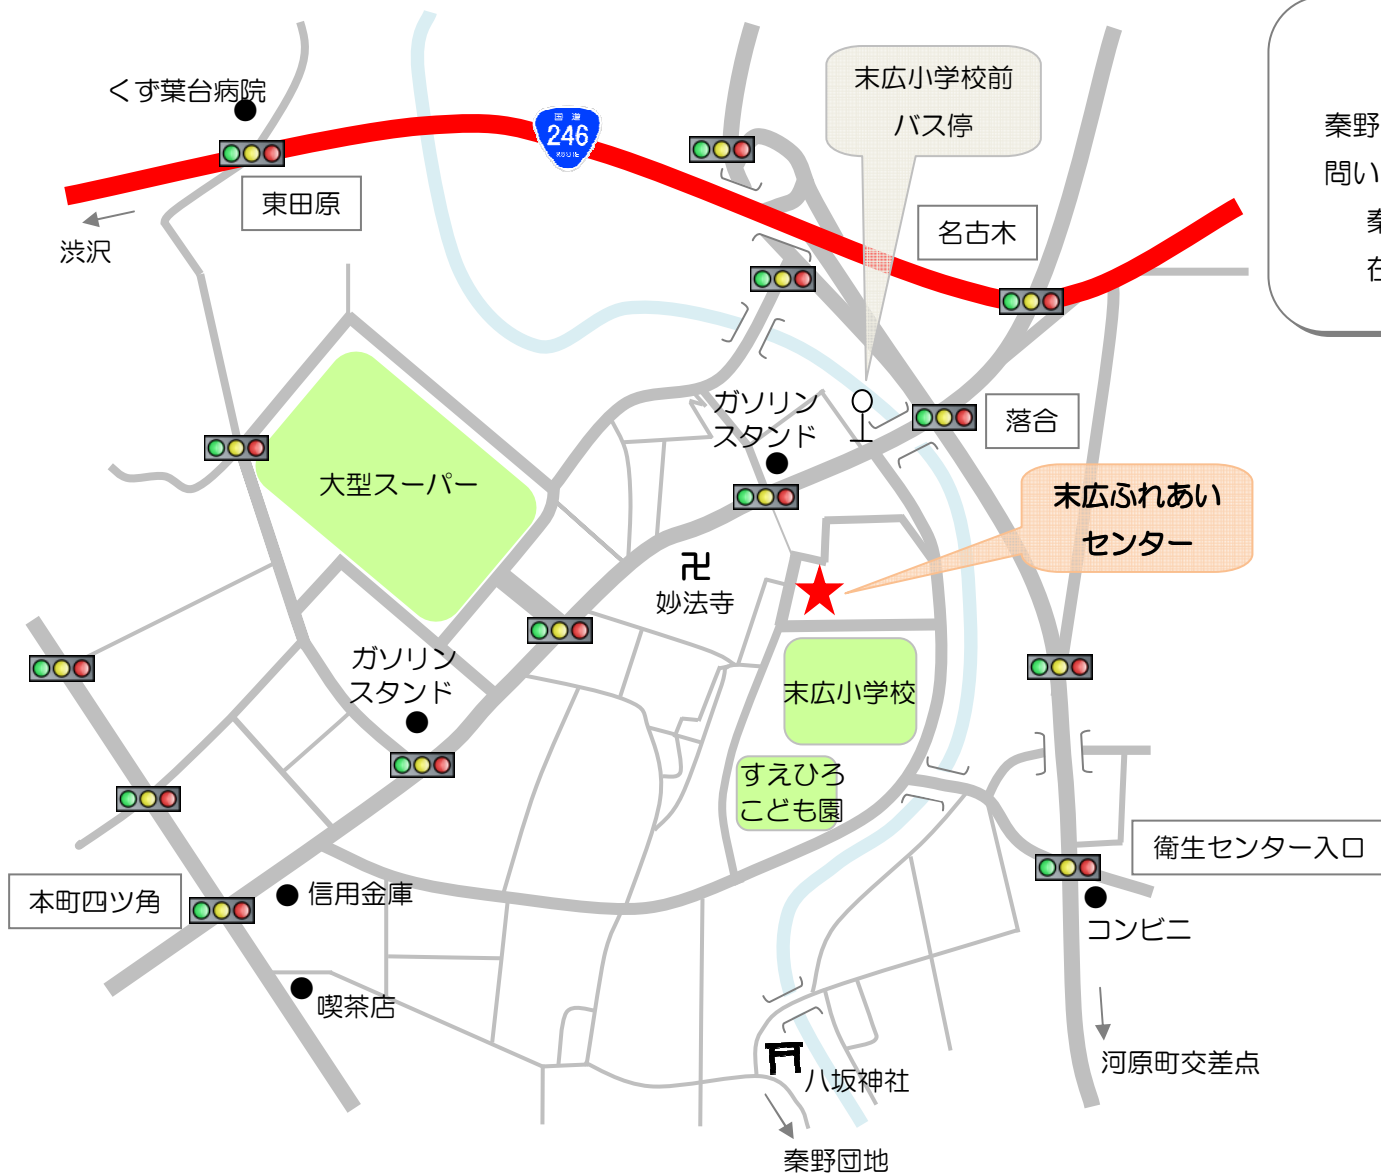 末広小学校前
バス停
くず葉台病院
国道
246
ROUTE
秦野
問い
東田原
名古木
渋沢
ガソリン
スタンド
落合
大型スーパー
末広ふれあい
センター
卍
妙法寺
ガソリン
スタンド
末広小学校
すえひろ
こども園
衛生センター入口
本町四ツ角
信用金庫
コンビニ
喫茶店
河原町交差点
八坂神社
秦野団地